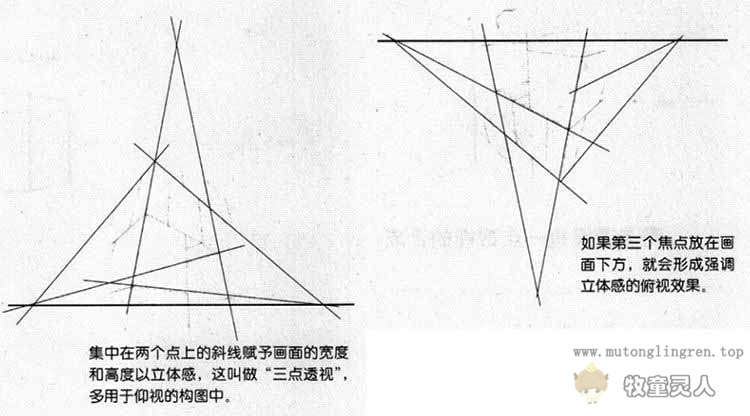 集中在两个点上的斜线赋予画面的宽度
和高度以立体感，这叫做“三点透视”，
多用于仰视的构图中。
如果第三个焦点放在画
面下方，就会形成强调
立体感的俯视效果。
www.mutonglingren.top
牧童灵人